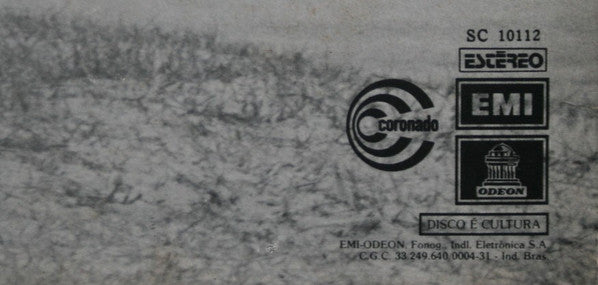 SC 10112
ESTÉREO
coronado
EMI
ODEON
DISCO É CULTURA
EMI-ODEON, Fonog., Indl. Eletrônica S.A.
C.G.C. 33.249.640/0004-31 - Ind. Bras.